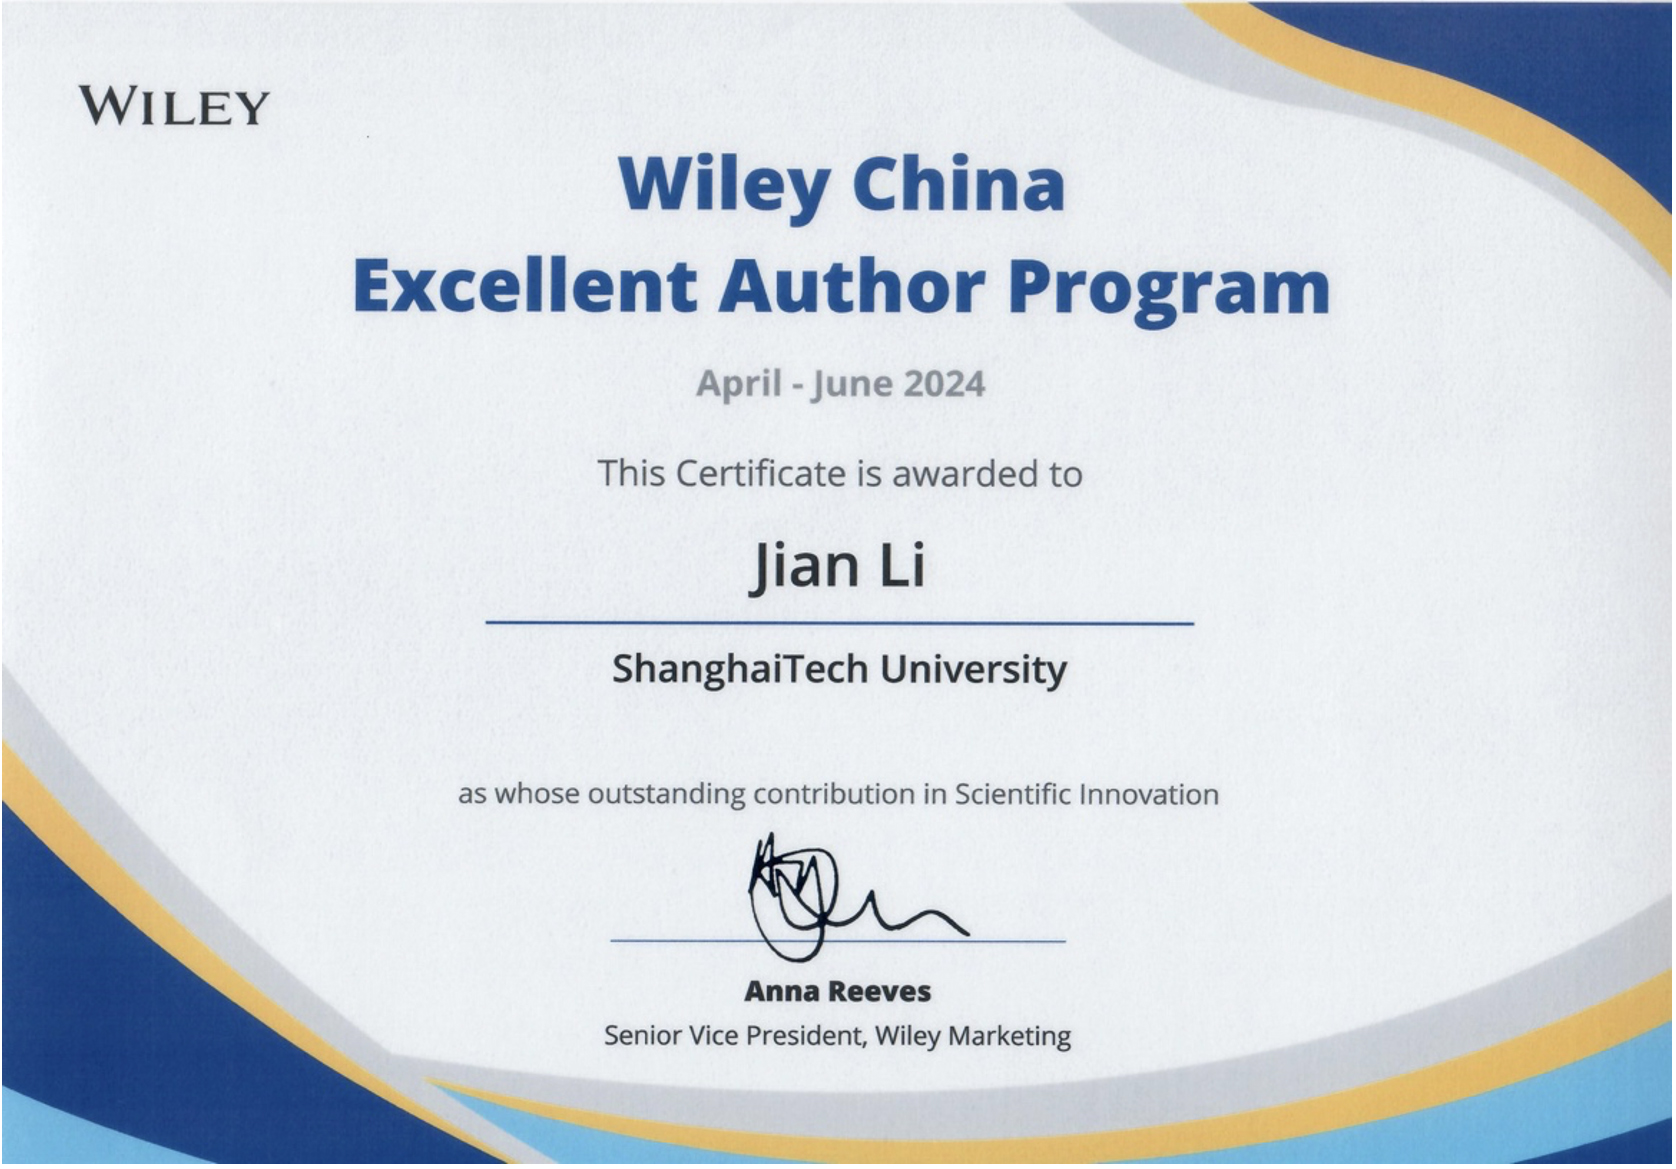 WILEY
Wiley China
Excellent Author Program
April - June 2024
This Certificate is awarded to
Jian Li
ShanghaiTech University
as whose outstanding contribution in Scientific Innovation
Anna Reeves
Senior Vice President, Wiley Marketing